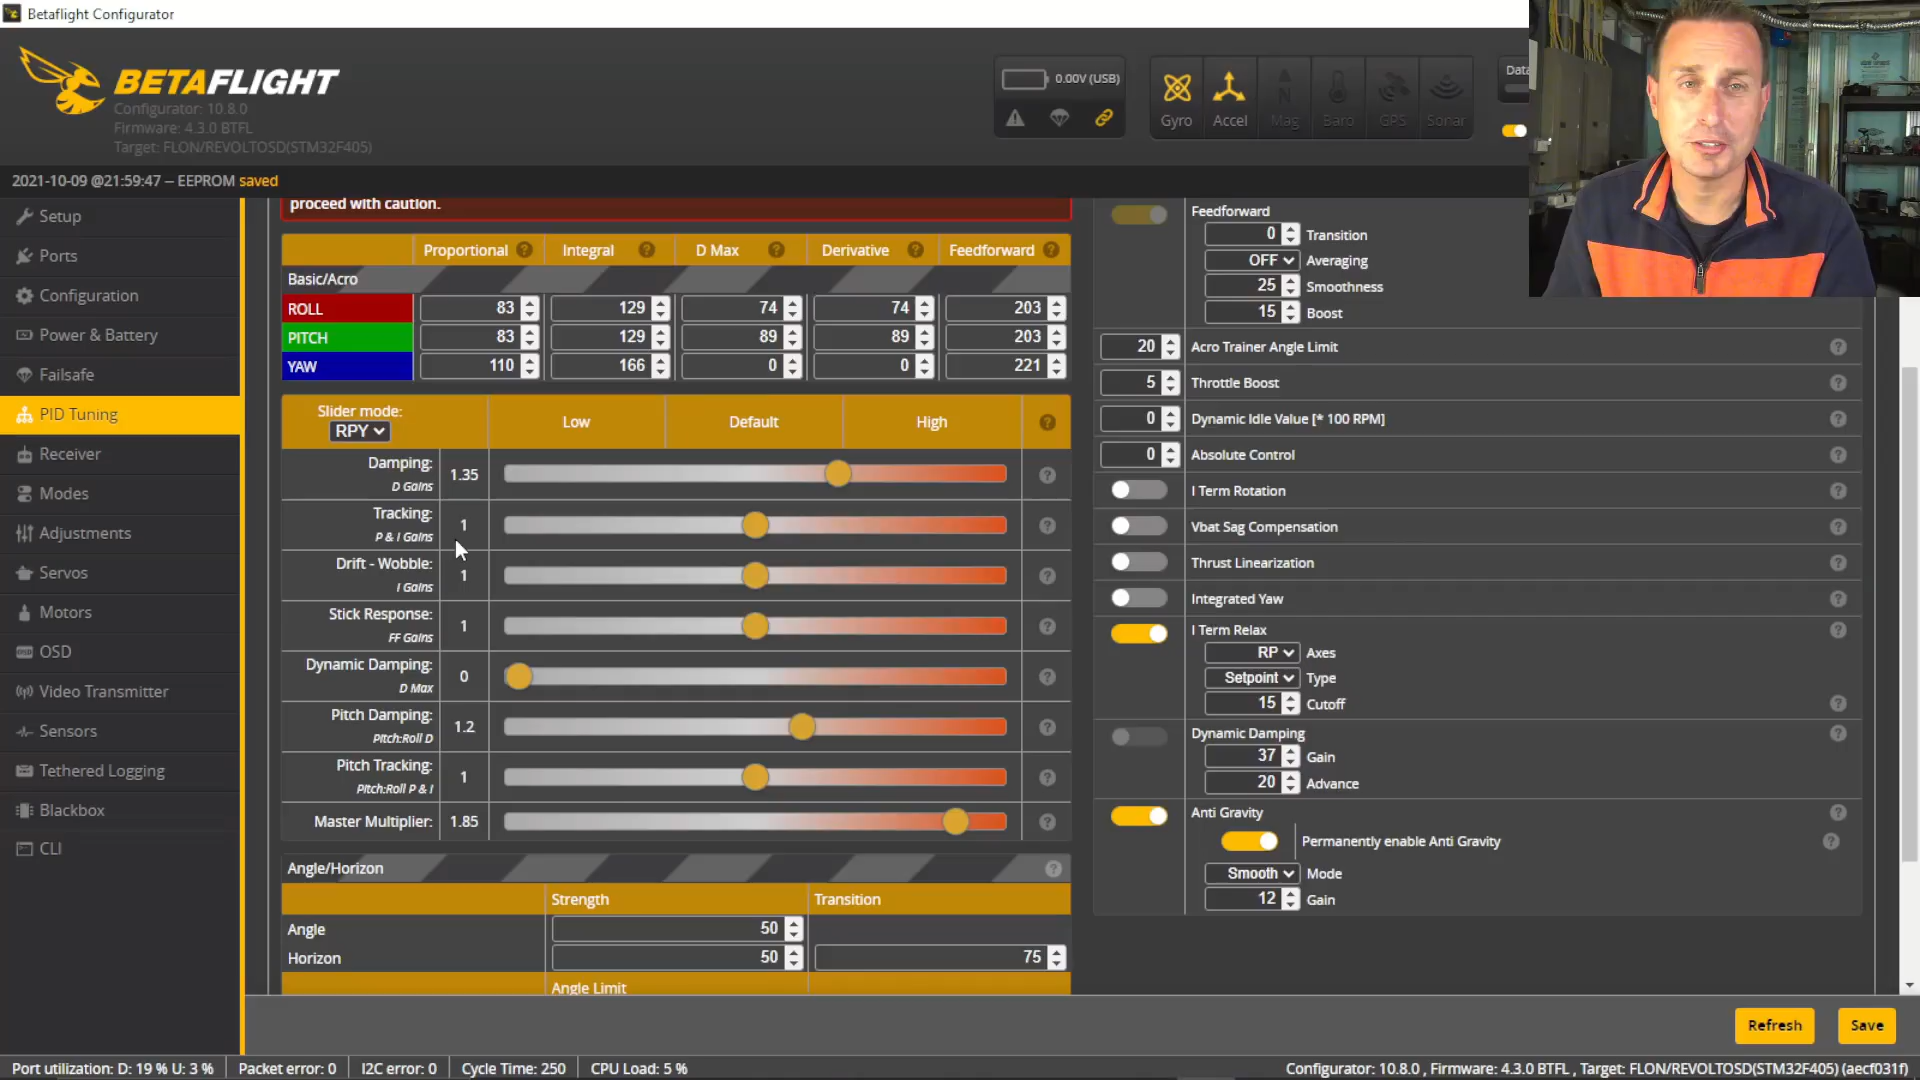 Betaflight Configurator
BETAFLIGHT
Configurator: 10.8.0
Firmware: 4.3.0 BTFL
Target: FLON/REVOLTOSD(STM32F405)
0.00V (USB)
Gyro
Accel
Mag
Baro
GPS
Sonar
Data
2021-10-09 @21:59:47 -- EEPROM saved
Setup
Ports
Configuration
Power & Battery
Failsafe
PID Tuning
Receiver
Modes
Adjustments
Servos
Motors
OSD
Video Transmitter
Sensors
Tethered Logging
Blackbox
CLI
proceed with caution.
Proportional Integral D Max Derivative Feedforward
Basic/Acro
ROLL 83 129 74 74 203
PITCH 83 129 89 89 203
YAW 110 166 0 0 221
Slider mode:
RPY
Low Default High
Damping:
D Gains
1.35
Tracking:
P & I Gains
1
Drift - Wobble:
I Gains
1
Stick Response:
FF Gains
1
Dynamic Damping:
D Max
0
Pitch Damping:
Pitch:Roll D
1.2
Pitch Tracking:
Pitch:Roll P & I
1
Master Multiplier: 1.85
Angle/Horizon
Strength Transition
Angle 50
Horizon 50 75
Angle Limit
Feedforward
0 Transition
OFF Averaging
25 Smoothness
15 Boost
20 Acro Trainer Angle Limit
5 Throttle Boost
0 Dynamic Idle Value [* 100 RPM]
0 Absolute Control
I Term Rotation
Vbat Sag Compensation
Thrust Linearization
Integrated Yaw
I Term Relax
RP Axes
Setpoint Type
15 Cutoff
Dynamic Damping
37 Gain
20 Advance
Anti Gravity
Permanently enable Anti Gravity
Smooth Mode
12 Gain
Refresh
Save
Port utilization: D: 19 % U: 3 % Packet error: 0 I2C error: 0 Cycle Time: 250 CPU Load: 5 %
Configurator: 10.8.0 , Firmware: 4.3.0 BTFL , Target: FLON/REVOLTOSD(STM32F405) (aecf031f)